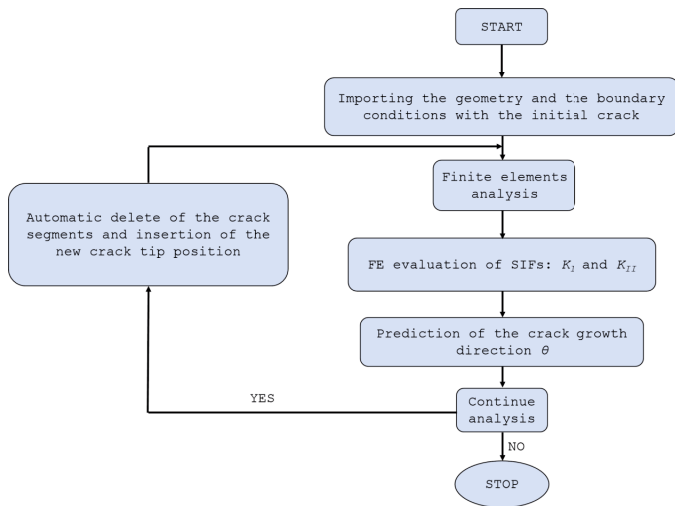 START
Importing the geometry and the boundary
conditions with the initial crack
Finite elements
analysis
Automatic delete of the crack
segments and insertion of the
new crack tip position
FE evaluation of SIFs: K_I and K_II
Prediction of the crack growth
direction θ
Continue
analysis
YES
NO
STOP